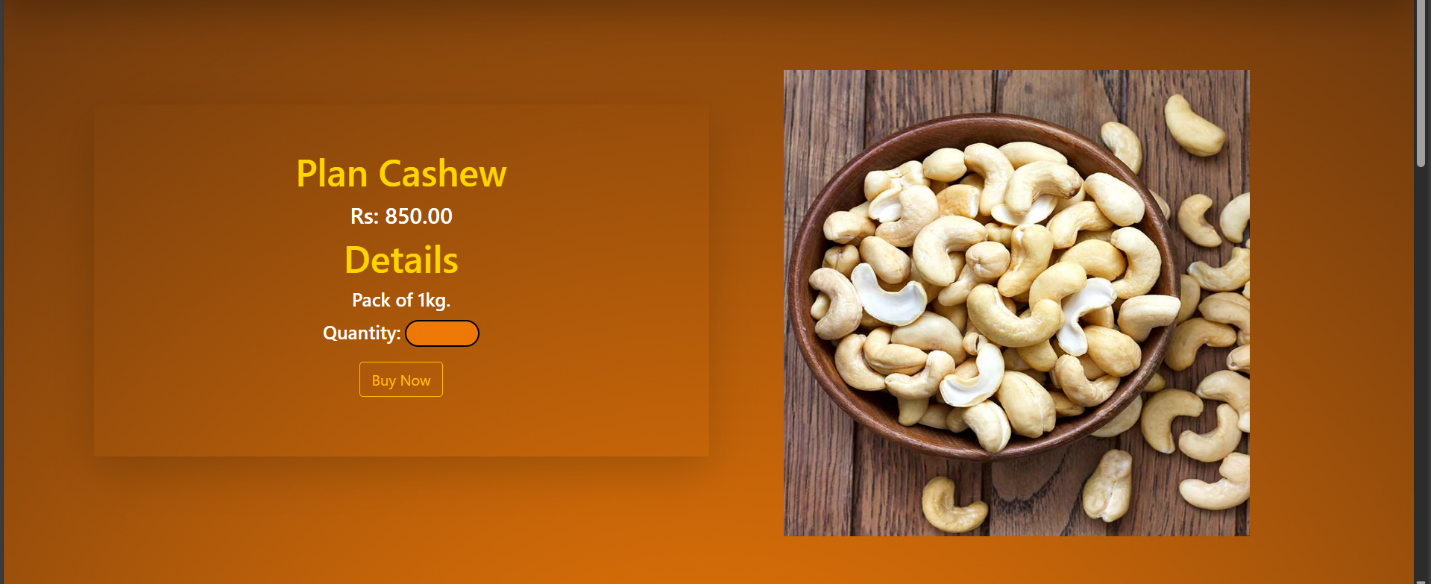 Plan Cashew
Rs: 850.00
Details
Pack of 1kg.
Quantity:
Buy Now